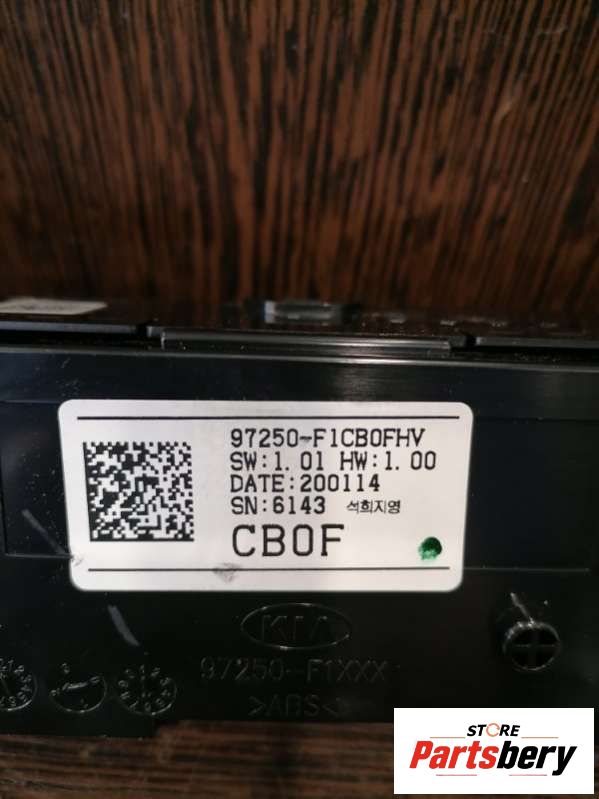 97250-F1CB0FHV
SW:1.01 HW:1.00
DATE:200114
SN:6143 석희지영
CB0F
KIA
97250-F1XXX
>ABS<
STORE
Partsbery